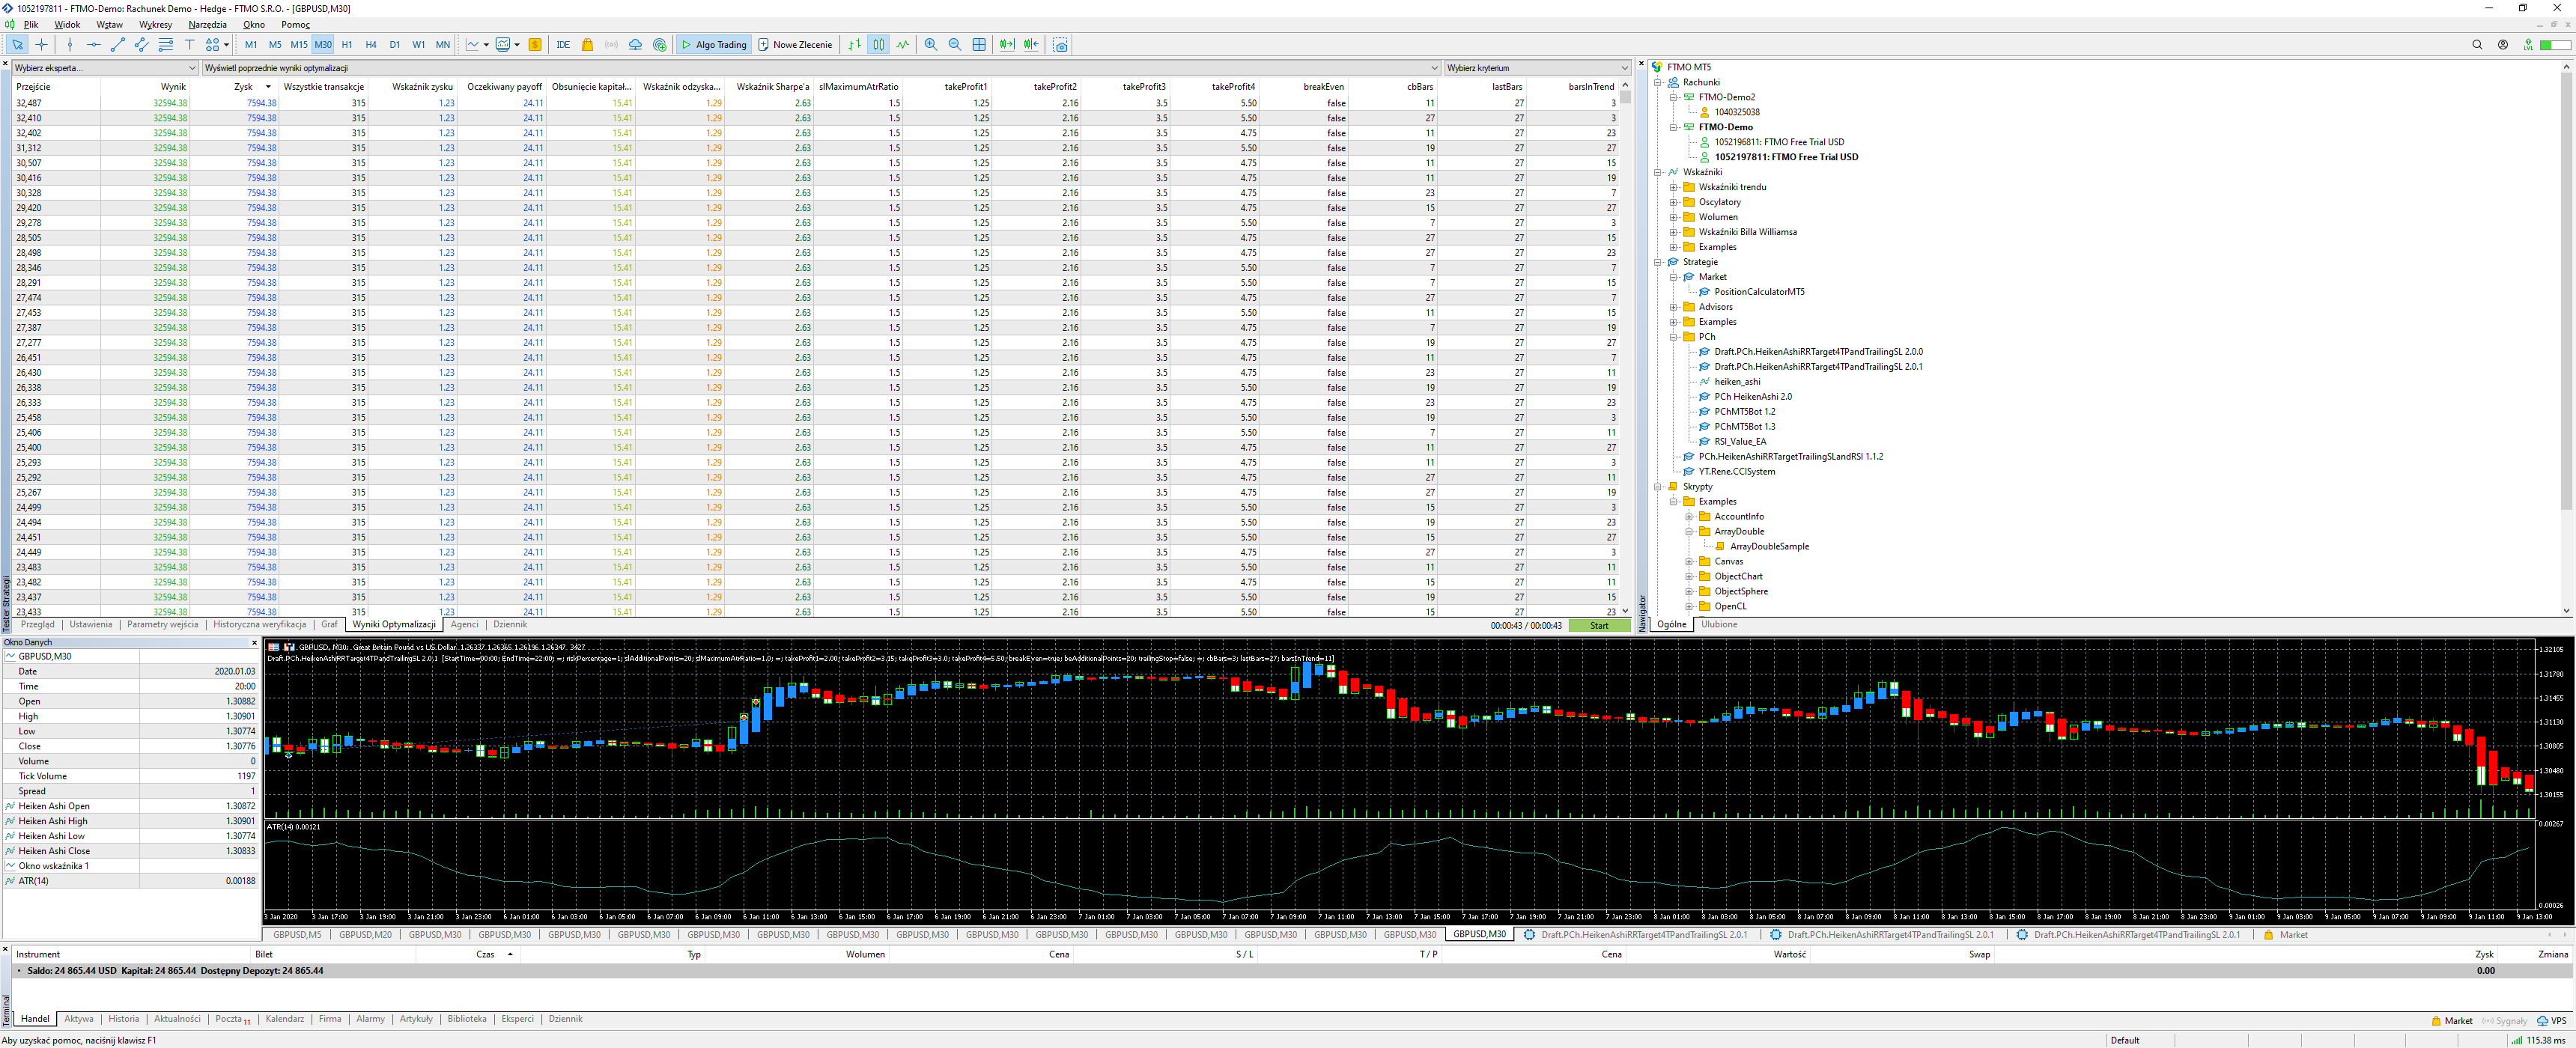 1052197811 - FTMO-Demo: Rachunek Demo - Hedge - FTMO S.R.O. - [GBPUSD,M30]
Plik Widok Wstaw Wykresy Narzędzia Okno Pomoc
M1 M5 M15 M30 H1 H4 D1 W1 MN IDE Algo Trading Nowe Zlecenie
Wybierz eksperta... Wyświetl poprzednie wyniki optymalizacji Wybierz kryterium
Przejście Wynik Zysk Wszystkie transakcje Wskaźnik zysku Oczekiwany payoff Obsunięcie kapitał... Wskaźnik odzyska... Wskaźnik Sharpe'a slMaximumAtrRatio takeProfit1 takeProfit2 takeProfit3 takeProfit4 breakEven cbBars lastBars barsInTrend
32,487 32594.38 7594.38 315 1.23 24.11 15.41 1.29 2.63 1.5 1.25 2.16 3.5 5.50 false 11 27 3
32,410 32594.38 7594.38 315 1.23 24.11 15.41 1.29 2.63 1.5 1.25 2.16 3.5 5.50 false 27 27 3
32,402 32594.38 7594.38 315 1.23 24.11 15.41 1.29 2.63 1.5 1.25 2.16 3.5 4.75 false 11 27 23
31,312 32594.38 7594.38 315 1.23 24.11 15.41 1.29 2.63 1.5 1.25 2.16 3.5 5.50 false 19 27 27
30,507 32594.38 7594.38 315 1.23 24.11 15.41 1.29 2.63 1.5 1.25 2.16 3.5 4.75 false 11 27 15
30,416 32594.38 7594.38 315 1.23 24.11 15.41 1.29 2.63 1.5 1.25 2.16 3.5 4.75 false 11 27 19
30,328 32594.38 7594.38 315 1.23 24.11 15.41 1.29 2.63 1.5 1.25 2.16 3.5 4.75 false 23 27 7
29,420 32594.38 7594.38 315 1.23 24.11 15.41 1.29 2.63 1.5 1.25 2.16 3.5 4.75 false 15 27 27
29,278 32594.38 7594.38 315 1.23 24.11 15.41 1.29 2.63 1.5 1.25 2.16 3.5 5.50 false 7 27 3
28,505 32594.38 7594.38 315 1.23 24.11 15.41 1.29 2.63 1.5 1.25 2.16 3.5 4.75 false 27 27 15
28,498 32594.38 7594.38 315 1.23 24.11 15.41 1.29 2.63 1.5 1.25 2.16 3.5 4.75 false 27 27 23
28,346 32594.38 7594.38 315 1.23 24.11 15.41 1.29 2.63 1.5 1.25 2.16 3.5 5.50 false 7 27 7
28,291 32594.38 7594.38 315 1.23 24.11 15.41 1.29 2.63 1.5 1.25 2.16 3.5 5.50 false 7 27 15
27,474 32594.38 7594.38 315 1.23 24.11 15.41 1.29 2.63 1.5 1.25 2.16 3.5 4.75 false 27 27 7
27,453 32594.38 7594.38 315 1.23 24.11 15.41 1.29 2.63 1.5 1.25 2.16 3.5 5.50 false 11 27 15
27,387 32594.38 7594.38 315 1.23 24.11 15.41 1.29 2.63 1.5 1.25 2.16 3.5 4.75 false 7 27 19
27,277 32594.38 7594.38 315 1.23 24.11 15.41 1.29 2.63 1.5 1.25 2.16 3.5 4.75 false 19 27 27
26,451 32594.38 7594.38 315 1.23 24.11 15.41 1.29 2.63 1.5 1.25 2.16 3.5 4.75 false 11 27 7
26,430 32594.38 7594.38 315 1.23 24.11 15.41 1.29 2.63 1.5 1.25 2.16 3.5 4.75 false 23 27 11
26,338 32594.38 7594.38 315 1.23 24.11 15.41 1.29 2.63 1.5 1.25 2.16 3.5 5.50 false 19 27 19
26,333 32594.38 7594.38 315 1.23 24.11 15.41 1.29 2.63 1.5 1.25 2.16 3.5 4.75 false 23 27 23
25,458 32594.38 7594.38 315 1.23 24.11 15.41 1.29 2.63 1.5 1.25 2.16 3.5 5.50 false 19 27 3
25,406 32594.38 7594.38 315 1.23 24.11 15.41 1.29 2.63 1.5 1.25 2.16 3.5 5.50 false 7 27 11
25,400 32594.38 7594.38 315 1.23 24.11 15.41 1.29 2.63 1.5 1.25 2.16 3.5 4.75 false 11 27 27
25,293 32594.38 7594.38 315 1.23 24.11 15.41 1.29 2.63 1.5 1.25 2.16 3.5 4.75 false 11 27 3
25,292 32594.38 7594.38 315 1.23 24.11 15.41 1.29 2.63 1.5 1.25 2.16 3.5 4.75 false 27 27 11
25,267 32594.38 7594.38 315 1.23 24.11 15.41 1.29 2.63 1.5 1.25 2.16 3.5 4.75 false 27 27 19
24,499 32594.38 7594.38 315 1.23 24.11 15.41 1.29 2.63 1.5 1.25 2.16 3.5 4.75 false 15 27 3
24,494 32594.38 7594.38 315 1.23 24.11 15.41 1.29 2.63 1.5 1.25 2.16 3.5 5.50 false 19 27 23
24,451 32594.38 7594.38 315 1.23 24.11 15.41 1.29 2.63 1.5 1.25 2.16 3.5 5.50 false 15 27 27
24,449 32594.38 7594.38 315 1.23 24.11 15.41 1.29 2.63 1.5 1.25 2.16 3.5 4.75 false 27 27 3
23,483 32594.38 7594.38 315 1.23 24.11 15.41 1.29 2.63 1.5 1.25 2.16 3.5 5.50 false 11 27 11
23,482 32594.38 7594.38 315 1.23 24.11 15.41 1.29 2.63 1.5 1.25 2.16 3.5 4.75 false 15 27 11
23,437 32594.38 7594.38 315 1.23 24.11 15.41 1.29 2.63 1.5 1.25 2.16 3.5 5.50 false 19 27 15
23,433 32594.38 7594.38 315 1.23 24.11 15.41 1.29 2.63 1.5 1.25 2.16 3.5 5.50 false 15 27 23
Przegląd Ustawienia Parametry wejścia Historyczna weryfikacja Graf Wyniki Optymalizacji Agenci Dziennik 00:00:43 / 00:00:43 Start
Tester Strategii
FTMO MT5
Rachunki
FTMO-Demo2
1040325038
FTMO-Demo
1052196811: FTMO Free Trial USD
1052197811: FTMO Free Trial USD
Wskaźniki
Wskaźniki trendu
Oscylatory
Wolumen
Wskaźniki Billa Williamsa
Examples
Strategie
Market
PositionCalculatorMT5
Advisors
Examples
PCh
Draft.PCh.HeikenAshiRRTarget4TPandTrailingSL 2.0.0
Draft.PCh.HeikenAshiRRTarget4TPandTrailingSL 2.0.1
heiken_ashi
PCh HeikenAshi 2.0
PChMT5Bot 1.2
PChMT5Bot 1.3
RSI_Value_EA
PCh.HeikenAshiRRTargetTrailingSLandRSI 1.1.2
YT.Rene.CCISystem
Skrypty
Examples
AccountInfo
ArrayDouble
ArrayDoubleSample
Canvas
ObjectChart
ObjectSphere
OpenCL
Nawigator
Ogólne Ulubione
Okno Danych
GBPUSD,M30
Date 2020.01.03
Time 20:00
Open 1.30882
High 1.30901
Low 1.30774
Close 1.30776
Volume 0
Tick Volume 1197
Spread 1
Heiken Ashi Open 1.30872
Heiken Ashi High 1.30901
Heiken Ashi Low 1.30774
Heiken Ashi Close 1.30833
Okno wskaźnika 1
ATR(14) 0.00188
GBPUSD, M30: Great Britain Pound vs US Dollar 1.26337 1.26365 1.26196 1.26347 3427
Draft.PCh.HeikenAshiRRTarget4TPandTrailingSL 2.0.1 [StartTime=00:00; EndTime=22:00; =; riskPercentage=1; slAdditionalPoints=20; slMaximumAtrRatio=1.0; =; takeProfit1=2.00; takeProfit2=3.15; takeProfit3=3.0; takeProfit4=5.50; breakEven=true; beAdditionalPoints=20; trailingStop=false; =; cbBars=3; lastBars=27; barsInTrend=11]
1.32105
1.31780
1.31455
1.31130
1.30805
1.30480
1.30155
ATR(14) 0.00121
0.00267
0.00026
3 Jan 2020 3 Jan 17:00 3 Jan 19:00 3 Jan 21:00 3 Jan 23:00 6 Jan 01:00 6 Jan 03:00 6 Jan 05:00 6 Jan 07:00 6 Jan 09:00 6 Jan 11:00 6 Jan 13:00 6 Jan 15:00 6 Jan 17:00 6 Jan 19:00 6 Jan 21:00 6 Jan 23:00 7 Jan 01:00 7 Jan 03:00 7 Jan 05:00 7 Jan 07:00 7 Jan 09:00 7 Jan 11:00 7 Jan 13:00 7 Jan 15:00 7 Jan 17:00 7 Jan 19:00 7 Jan 21:00 7 Jan 23:00 8 Jan 01:00 8 Jan 03:00 8 Jan 05:00 8 Jan 07:00 8 Jan 09:00 8 Jan 11:00 8 Jan 13:00 8 Jan 15:00 8 Jan 17:00 8 Jan 19:00 8 Jan 21:00 8 Jan 23:00 9 Jan 01:00 9 Jan 03:00 9 Jan 05:00 9 Jan 07:00 9 Jan 09:00 9 Jan 11:00 9 Jan 13:00
GBPUSD,M5 GBPUSD,M20 GBPUSD,M30 GBPUSD,M30 GBPUSD,M30 GBPUSD,M30 GBPUSD,M30 GBPUSD,M30 GBPUSD,M30 GBPUSD,M30 GBPUSD,M30 GBPUSD,M30 GBPUSD,M30 GBPUSD,M30 GBPUSD,M30 GBPUSD,M30 GBPUSD,M30 GBPUSD,M30 Draft.PCh.HeikenAshiRRTarget4TPandTrailingSL 2.0.1 Draft.PCh.HeikenAshiRRTarget4TPandTrailingSL 2.0.1 Draft.PCh.HeikenAshiRRTarget4TPandTrailingSL 2.0.1 Market
Instrument Bilet Czas Typ Wolumen Cena S / L T / P Cena Wartość Swap Zysk Zmiana
Saldo: 24 865.44 USD Kapitał: 24 865.44 Dostępny Depozyt: 24 865.44 0.00
Terminal
Handel Aktywa Historia Aktualności Poczta 11 Kalendarz Firma Alarmy Artykuły Biblioteka Eksperci Dziennik Market Sygnały VPS
Aby uzyskać pomoc, naciśnij klawisz F1 Default 115.38 ms